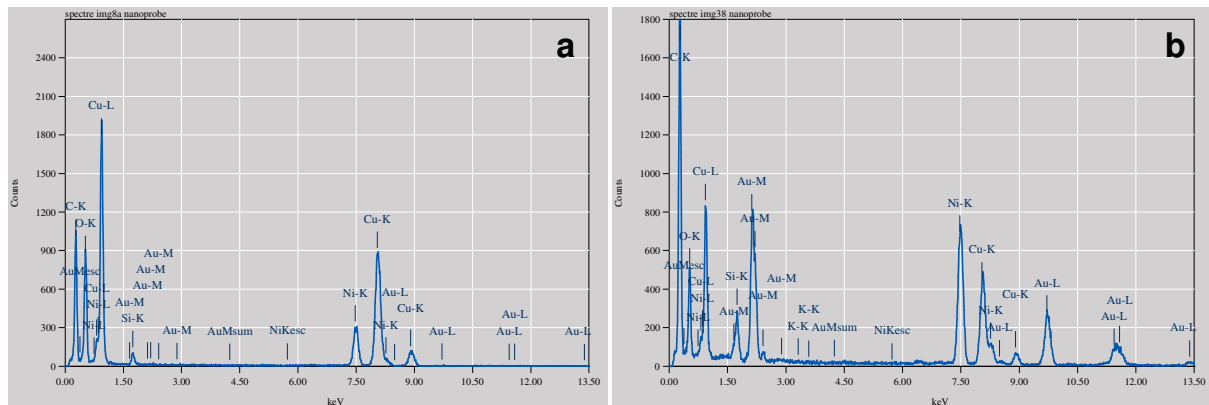 spectre img8a nanoprobe
a
Counts
2400
2100
1800
1500
1200
900
600
300
0
Cu-L
C-K
O-K
AuMesc
Cu-L
Ni-L
Ni-L
Au-M
Au-M
Au-M
Au-M
Si-K
Au-M
AuMsum
NiKesc
Ni-K
Cu-K
Au-L
Ni-K
Cu-K
Au-L
Au-L
Au-L
Au-L
0.00 1.50 3.00 4.50 6.00 7.50 9.00 10.50 12.00 13.50
keV
spectre img38 nanoprobe
b
Counts
1800
1600
1400
1200
1000
800
600
400
200
0
C-K
Cu-L
O-K
AuMesc
Cu-L
Ni-L
Ni-L
Au-M
Au-M
Si-K
Au-M
Au-M
Au-M
K-K
K-K
AuMsum
NiKesc
Ni-K
Cu-K
Ni-K
Au-L
Cu-K
Au-L
Au-L
Au-L
Au-L
0.00 1.50 3.00 4.50 6.00 7.50 9.00 10.50 12.00 13.50
keV